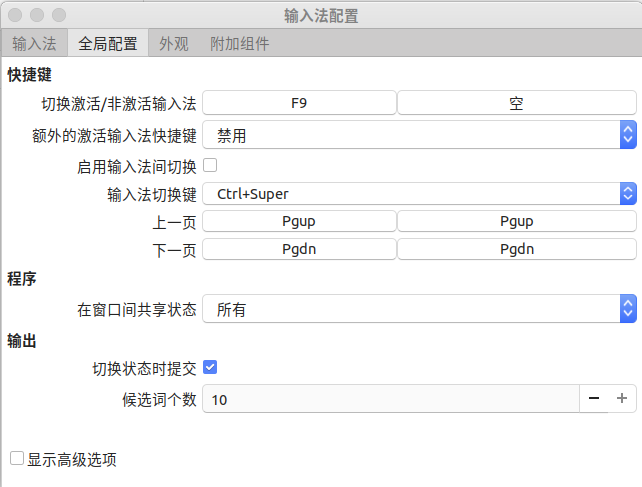 输入法配置
输入法 全局配置 外观 附加组件
快捷键
切换激活/非激活输入法 F9 空
额外的激活输入法快捷键 禁用
启用输入法间切换
输入法切换键 Ctrl+Super
上一页 Pgup Pgup
下一页 Pgdn Pgdn
程序
在窗口间共享状态 所有
输出
切换状态时提交
候选词个数 10
显示高级选项